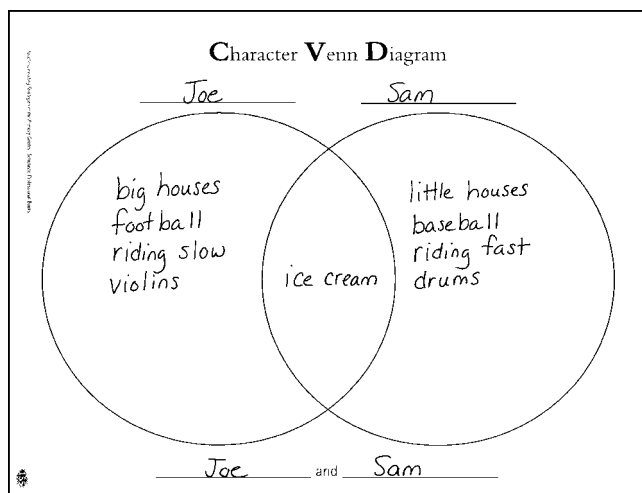 Character Venn Diagram
Joe
Sam
big houses
football
riding slow
violins
ice cream
little houses
baseball
riding fast
drums
Joe and Sam